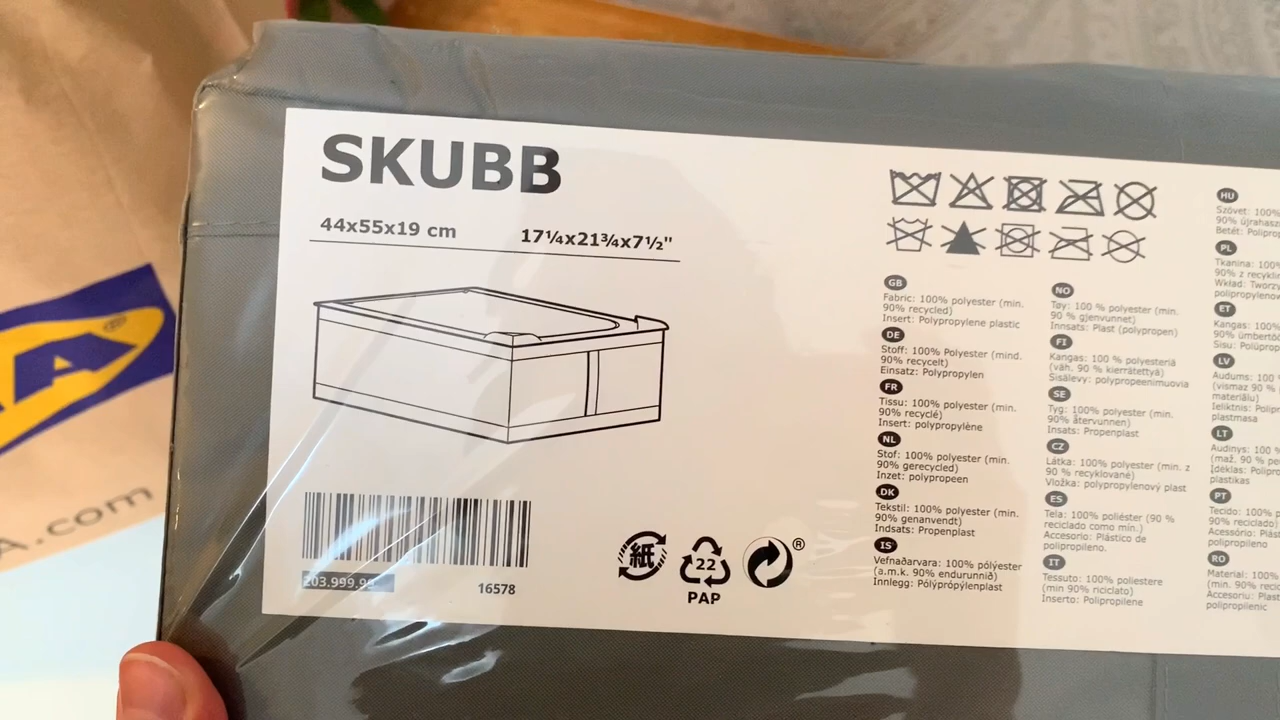 SKUBB
44x55x19 cm
17¼x21¾x7½"
16578
紙
22
PAP
®
GB
Fabric: 100% polyester (min.
90% recycled)
Insert: Polypropylene plastic
DE
Stoff: 100% Polyester (mind.
90% recycelt)
Einsatz: Polypropylen
FR
Tissu: 100% polyester (min.
90% recyclé)
Insert: polypropylène
NL
Stof: 100% polyester (min.
90% gerecycled)
Inzet: polypropeen
DK
Tekstil: 100% polyester (min.
90% genanvendt)
Indsats: Propenplast
IS
Vefnaðarvara: 100% pólýester
(a.m.k. 90% endurunnið)
Innlegg: Pólýprópýlenplast
NO
Tøy: 100 % polyester (min.
90 % gjenvunnet)
Innsats: Plast (polypropen)
FI
Kangas: 100 % polyesteriä
(väh. 90 % kierrätettyä)
Sisälevy: polypropeenimuovia
SE
Tyg: 100% polyester (min.
90% återvunnen)
Insats: Propenplast
CZ
Látka: 100% polyester (min. z
90 % recyklované)
Vložka: polypropylenový plast
ES
Tela: 100% poliéster (90 %
reciclado como mín.)
Accesorio: Plástico de
polipropileno.
IT
Tessuto: 100% poliestere
(min 90% riciclato)
Inserto: Polipropilene
HU
Szövet: 100%
90% újrahasz
Betét: Poliprop
PL
Tkanina: 100%
90% z recyklin
Wkład: Tworzy
polipropylenov
ET
Kangas: 100%
90% ümbertöö
Sisu: Polüprop
LV
Audums: 100%
(vismaz 90 %
materiālu)
Ieliktnis: Polip
plastmasa
LT
Audinys: 100 %
(maž. 90 % pe
Įdėklas: Polipro
plastikas
PT
Tecido: 100% p
90% reciclado
Acessório: Plás
polipropileno
RO
Material: 100%
(min. 90% reci
Accesoriu: Plast
polipropilenic
A®
A.com